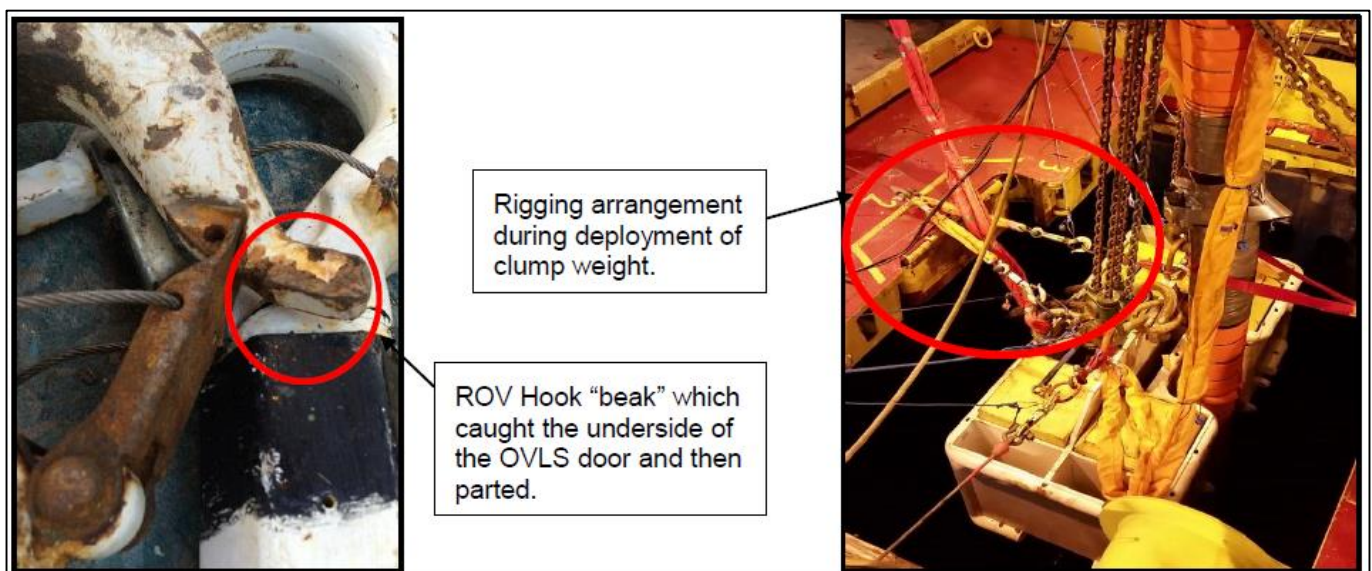 Rigging arrangement
during deployment of
clump weight.
ROV Hook “beak” which
caught the underside of
the OVLS door and then
parted.